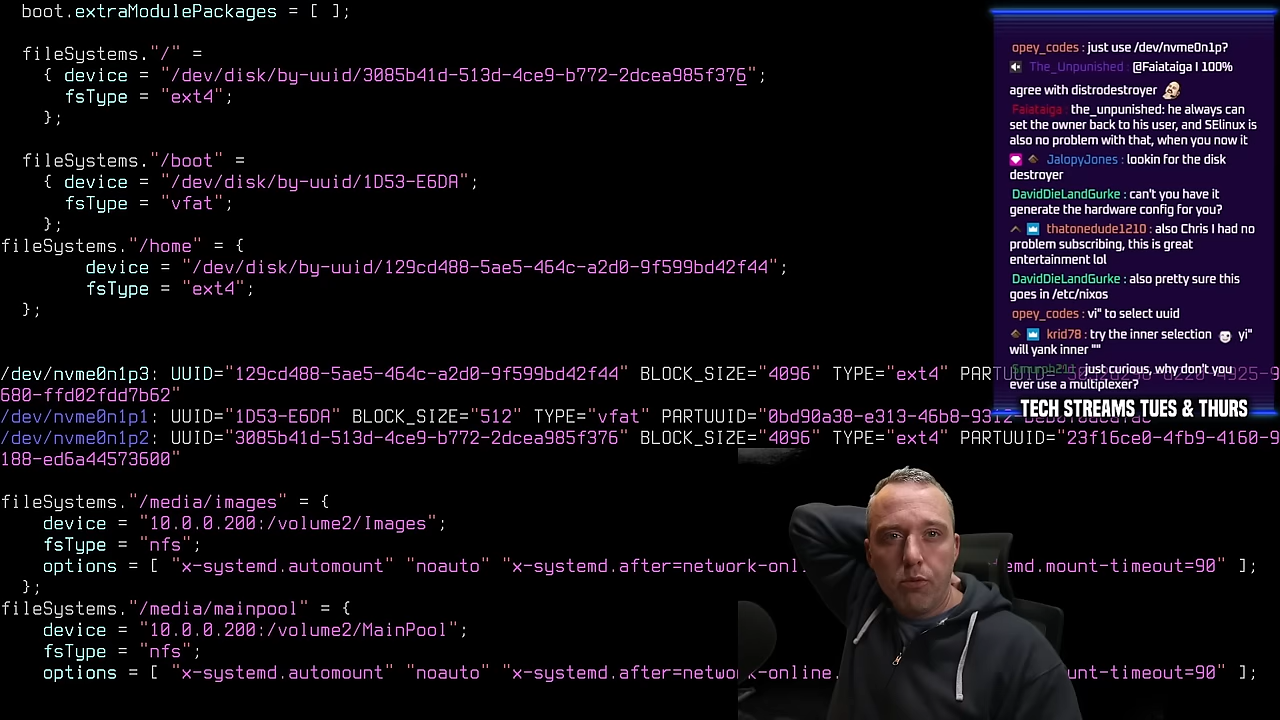 boot.extraModulePackages = [ ];
fileSystems."/" =
{ device = "/dev/disk/by-uuid/3085b41d-513d-4ce9-b772-2dcea985f376";
fsType = "ext4";
};
fileSystems."/boot" =
{ device = "/dev/disk/by-uuid/1D53-E6DA";
fsType = "vfat";
};
fileSystems."/home" = {
device = "/dev/disk/by-uuid/129cd488-5ae5-464c-a2d0-9f599bd42f44";
fsType = "ext4";
};
/dev/nvme0n1p3: UUID="129cd488-5ae5-464c-a2d0-9f599bd42f44" BLOCK_SIZE="4096" TYPE="ext4"
680-ffd02fdd7b62"
/dev/nvme0n1p1: UUID="1D53-E6DA" BLOCK_SIZE="512" TYPE="vfat"
/dev/nvme0n1p2: UUID="3085b41d-513d-4ce9-b772-2dcea985f376" BLOCK_SIZE="4096" TYPE="ext4" PARTUUID="23f16ce0-4fb9-4160-9
188-ed6a44573600"
fileSystems."/media/images" = {
device = "10.0.0.200:/volume2/Images";
fsType = "nfs";
options = [ "x-systemd.automount" "noauto" "x-systemd.after=network-onl emd.mount-timeout=90" ];
};
fileSystems."/media/mainpool" = {
device = "10.0.0.200:/volume2/MainPool";
fsType = "nfs";
options = [ "x-systemd.automount" "noauto" "x-systemd.after=network-online. unt-timeout=90" ];
opey_codes : just use /dev/nvme0n1p?
The_Unpunished : @Faiataiga I 100%
agree with distrodestroyer
Faiataiga : the_unpunished: he always can
set the owner back to his user, and SElinux is
also no problem with that, when you now it
JalopyJones : lookin for the disk
destroyer
DavidDieLandGurke : can't you have it
generate the hardware config for you?
thatonedude1210 : also Chris I had no
problem subscribing, this is great
entertainment lol
DavidDieLandGurke : also pretty sure this
goes in /etc/nixos
opey_codes : vi" to select uuid
krid78 : try the inner selection yi"
will yank inner ""
just curious, why don't you
ever use a multiplexer?
TECH STREAMS TUES & THURS